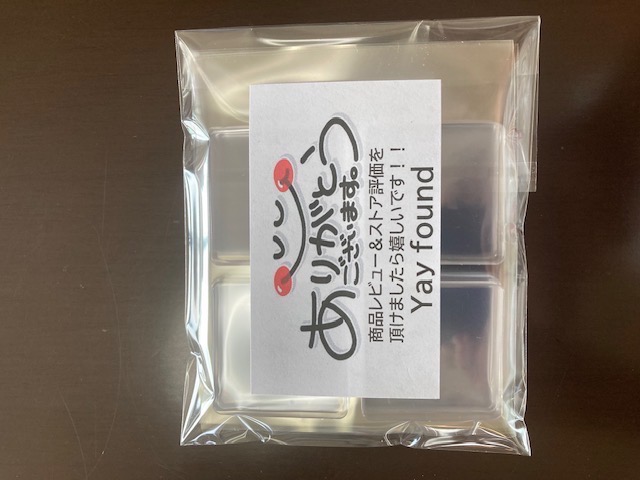 ありがとう
ございます。
商品レビュー＆ストア評価を
頂けましたら嬉しいです！！
Yay found